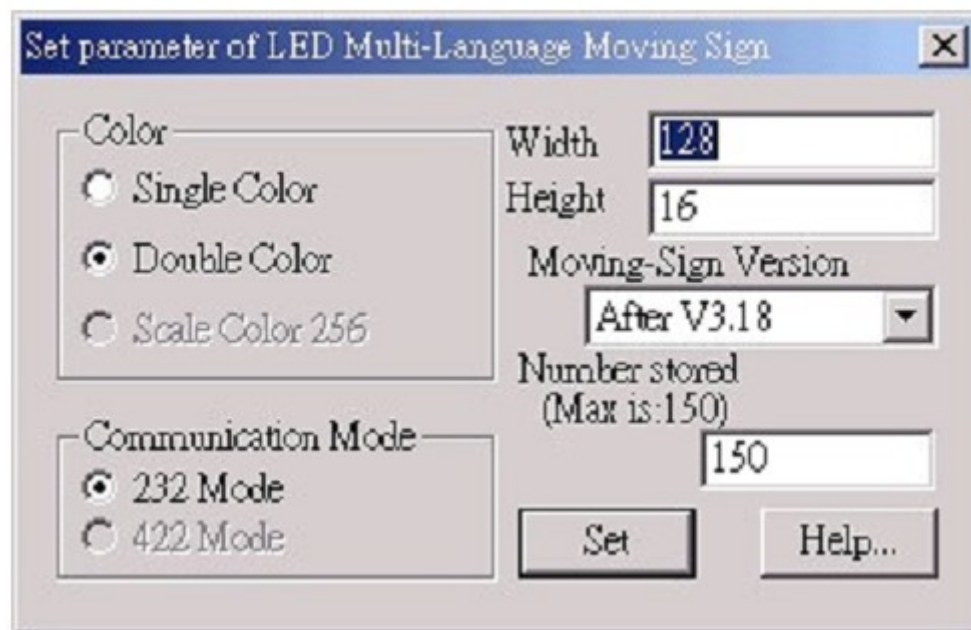 Set parameter of LED Multi-Language Moving Sign
Color
Single Color
Double Color
Scale Color 256
Communication Mode
232 Mode
422 Mode
Width
128
Height
16
Moving-Sign Version
After V3.18
Number stored
(Max is:150)
150
Set
Help...